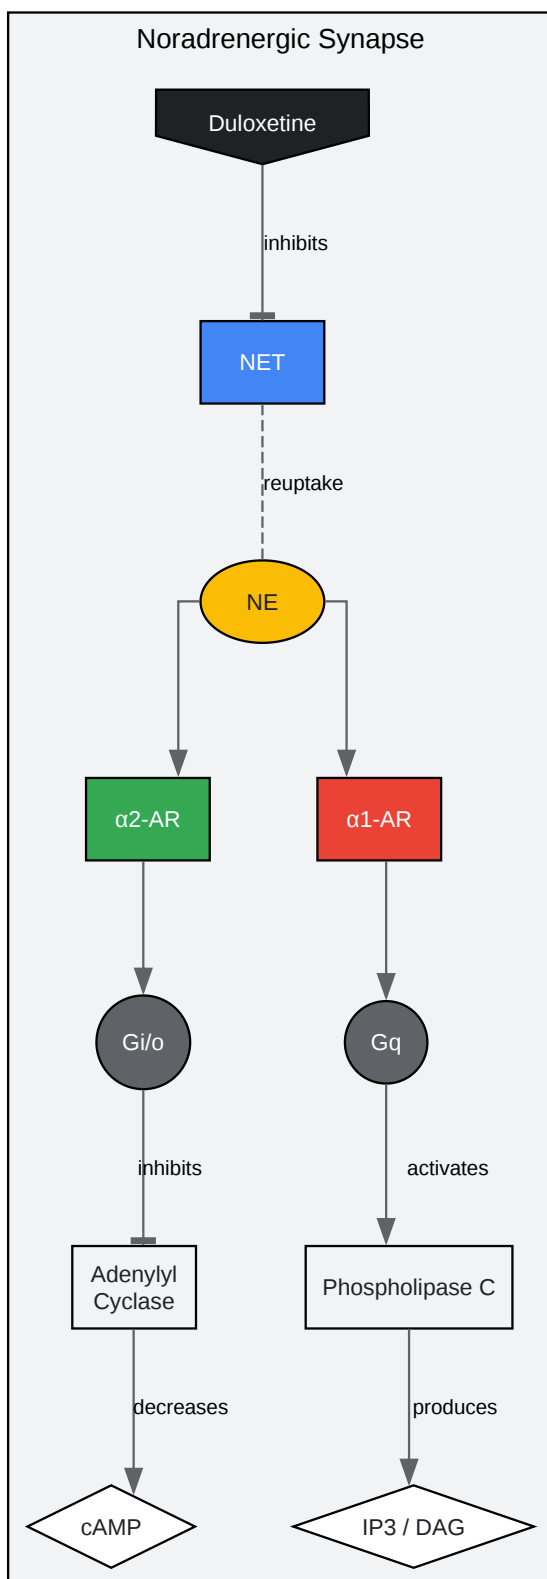 Noradrenergic Synapse
Duloxetine
inhibits
NET
reuptake
NE
α2-AR
α1-AR
Gi/o
Gq
inhibits
activates
Adenylyl
Cyclase
Phospholipase C
decreases
produces
cAMP
IP3 / DAG